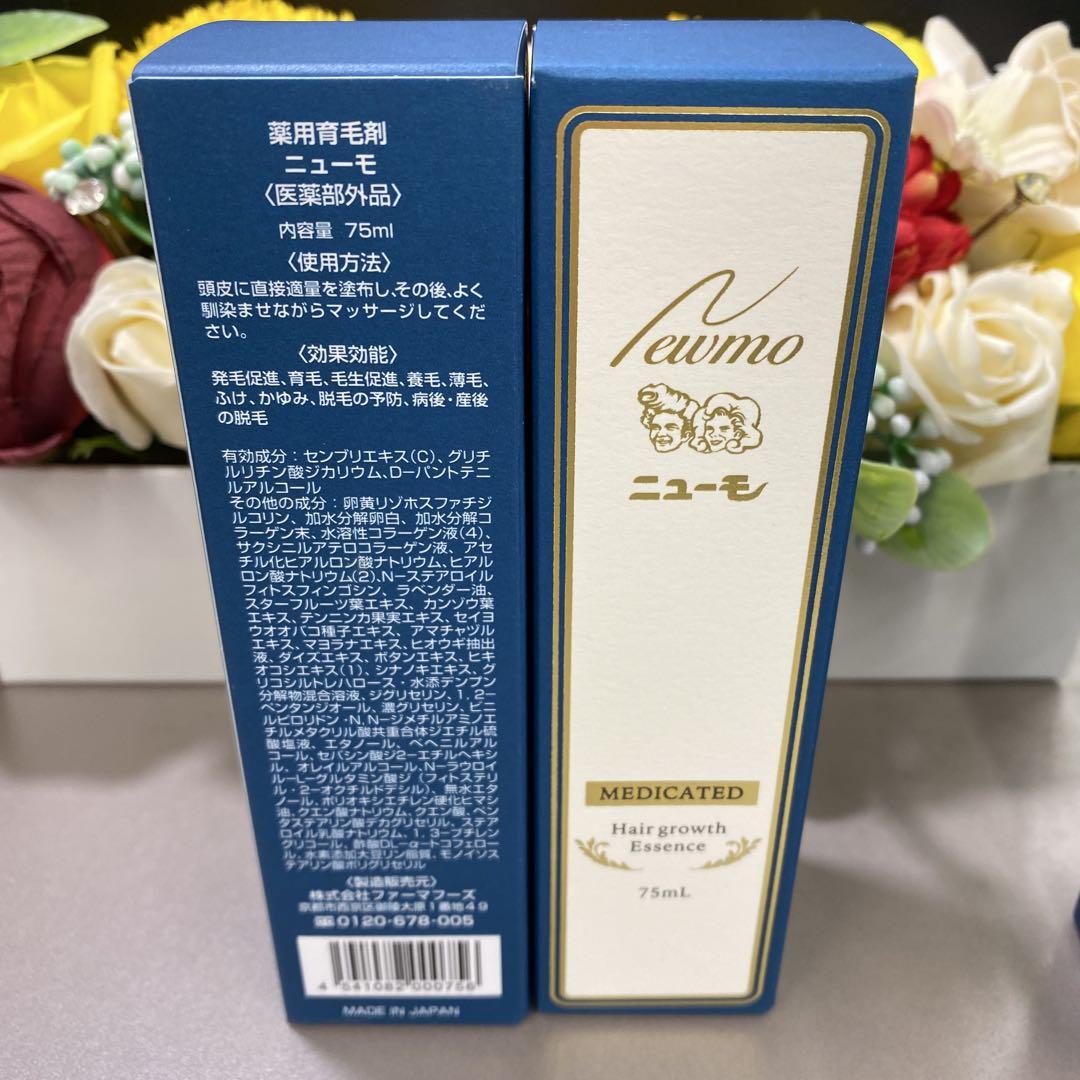 薬用育毛剤
ニューモ
〈医薬部外品〉
内容量 75ml
〈使用方法〉
頭皮に直接適量を塗布し、その後、よく
馴染ませながらマッサージしてくだ
さい。
〈効果効能〉
発毛促進、育毛、毛生促進、養毛、薄毛、
ふけ、かゆみ、脱毛の予防、病後・産後
の脱毛
有効成分：センブリエキス(C)、グリチ
ルリチン酸ジカリウム、D-パントテニ
ルアルコール
その他の成分：卵黄リゾホスファチジ
ルコリン、加水分解卵白、加水分解コ
ラーゲン末、水溶性コラーゲン液(4)、
サクシニルアテロコラーゲン液、アセ
チル化ヒアルロン酸ナトリウム、ヒアル
ロン酸ナトリウム(2)、N-ステアロイル
フィトスフィンゴシン、ラベンダー油、
スターフルーツ葉エキス、カンゾウ葉
エキス、テンニンカ果実エキス、セイヨ
ウオオバコ種子エキス、アマチャヅル
エキス、マヨラナエキス、ヒオウギ抽出
液、ダイズエキス、ボタンエキス、ヒキ
オコシエキス(1)、シナノキエキス、グ
リコシルトレハロース・水添デンプン
分解物混合溶液、ジグリセリン、1,2-
ペンタンジオール、濃グリセリン、ビニ
ルピロリドン・N,N-ジメチルアミノエ
チルメタクリル酸共重合体ジエチル硫
酸塩液、エタノール、ベヘニルアル
コール、セバシン酸ジ2-エチルヘキシ
ル、オレイルアルコール、N-ラウロイ
ル-L-グルタミン酸ジ(フィトステリ
ル・2-オクチルドデシル)、無水エタ
ノール、ポリオキシエチレン硬化ヒマシ
油、クエン酸ナトリウム、クエン酸、ペン
タステアリン酸デカグリセリル、ステア
ロイル乳酸ナトリウム、1,3-ブチレン
グリコール、酢酸DL-α-トコフェロー
ル、水素添加大豆リン脂質、モノイソス
テアリン酸ポリグリセリル
〈製造販売元〉
株式会社ファーマフーズ
京都市西京区御陵大原1番地49
0120-678-005
4 541082 000756
MADE IN JAPAN
Newmo
ニューモ
MEDICATED
Hair growth
Essence
75mL